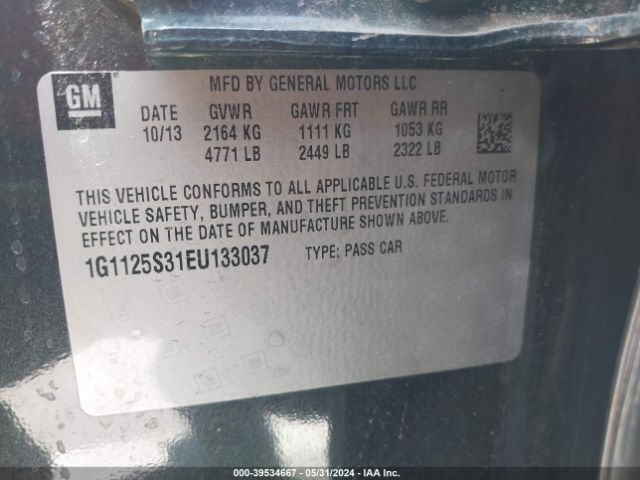 GM
MFD BY GENERAL MOTORS LLC
DATE GVWR GAWR FRT GAWR RR
10/13 2164 KG 1111 KG 1053 KG
4771 LB 2449 LB 2322 LB
THIS VEHICLE CONFORMS TO ALL APPLICABLE U.S. FEDERAL MOTOR
VEHICLE SAFETY, BUMPER, AND THEFT PREVENTION STANDARDS IN
EFFECT ON THE DATE OF MANUFACTURE SHOWN ABOVE.
1G1125S31EU133037 TYPE: PASS CAR
000-39534667 - 05/31/2024 - IAA Inc.